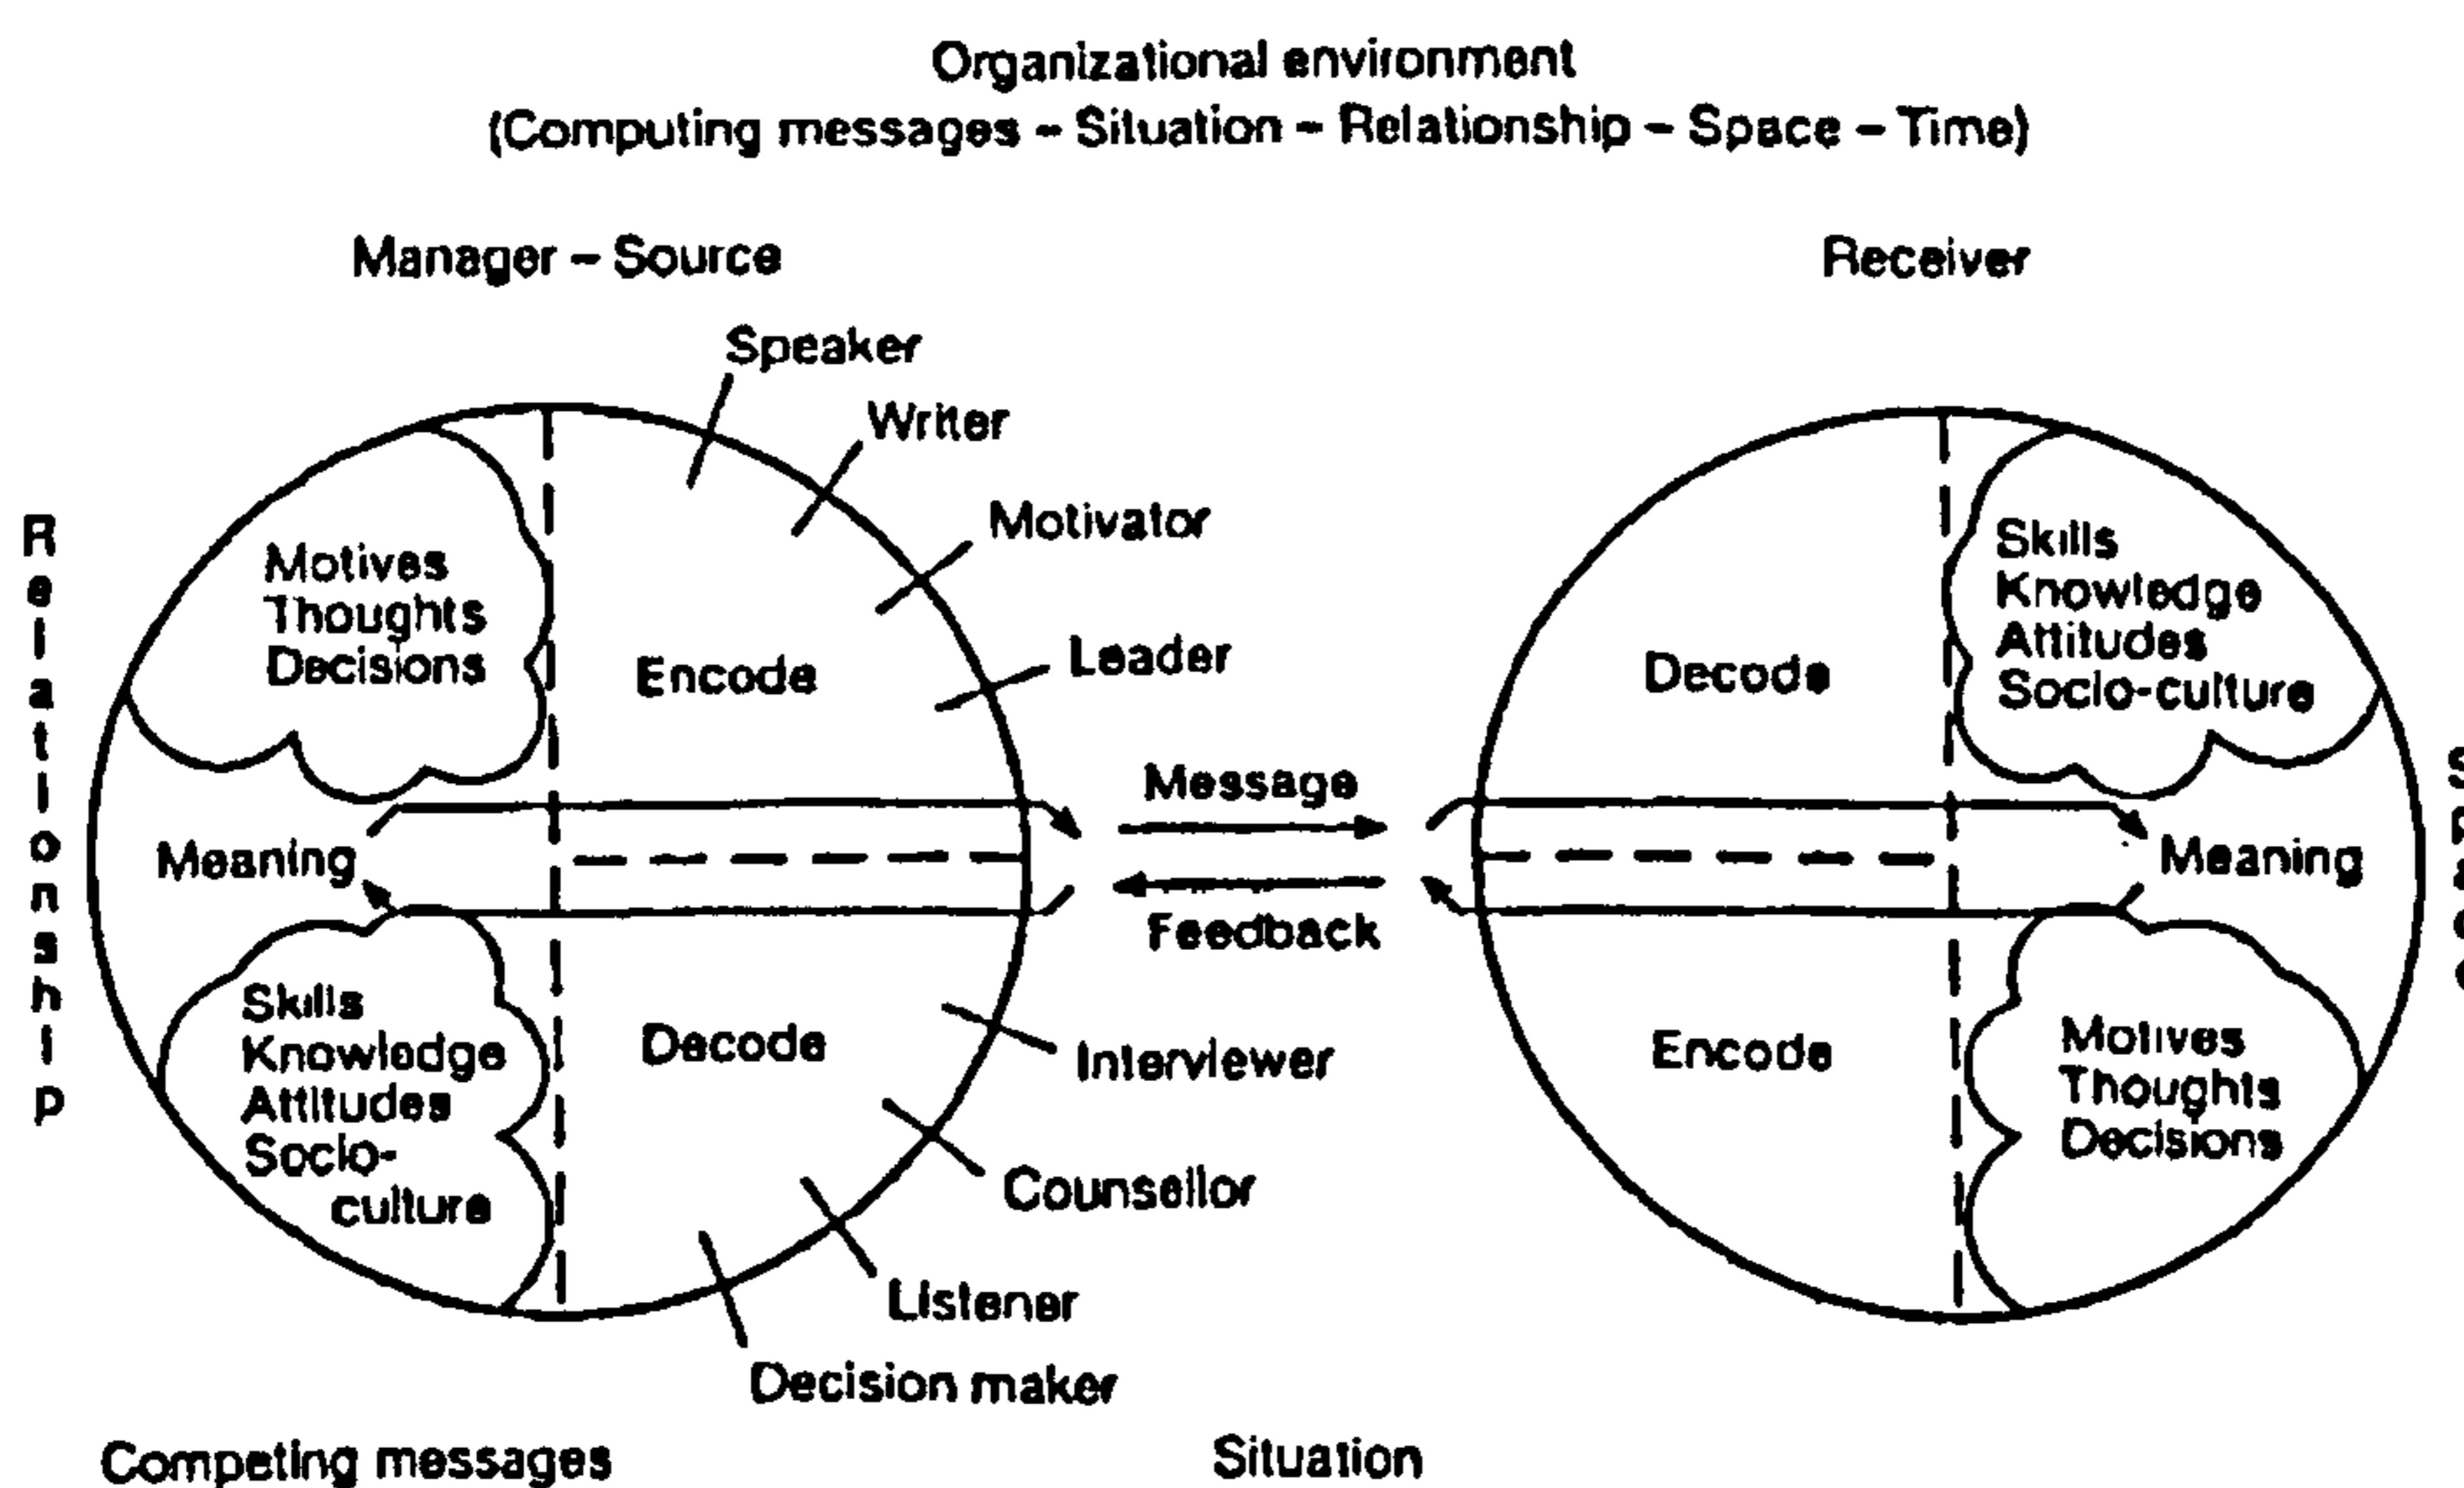 Organizational environment
(Computing messages – Situation – Relationship – Space – Time)
Manager – Source
Receiver
Speaker
Writer
Motivator
Leader
Relationship
Motives
Thoughts
Decisions
Encode
Decode
Skills
Knowledge
Attitudes
Socio-culture
Message
Meaning
Meaning
Feedback
Skills
Knowledge
Attitudes
Socio-
culture
Decode
Interviewer
Counsellor
Listener
Decision maker
Encode
Motives
Thoughts
Decisions
Competing messages
Situation